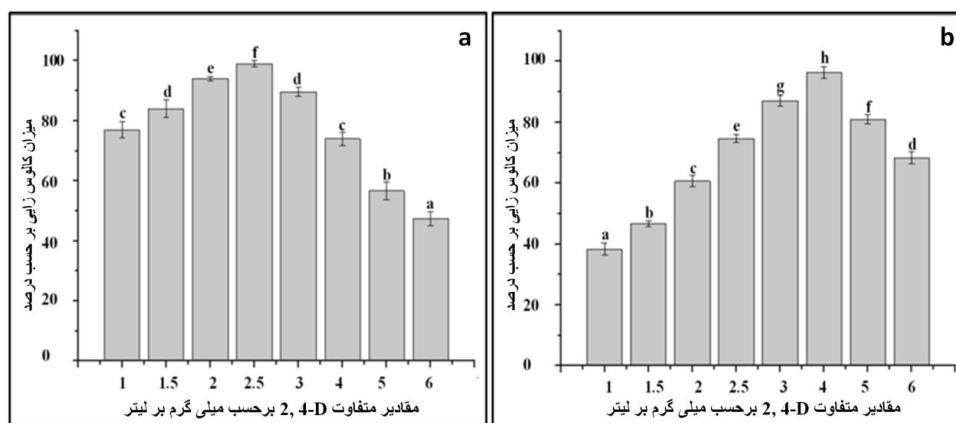 a
میزان کالوس زایی بر حسب درصد
100
80
60
40
20
0
c
d
e
f
d
c
b
a
1 1.5 2 2.5 3 4 5 6
مقادیر متفاوت 2, 4-D برحسب میلی گرم بر لیتر
b
میزان کالوس زایی بر حسب درصد
100
80
60
40
20
0
a
b
c
e
g
h
f
d
1 1.5 2 2.5 3 4 5 6
مقادیر متفاوت 2, 4-D برحسب میلی گرم بر لیتر